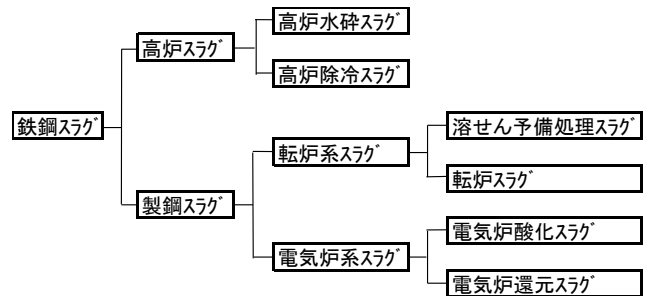 高炉水砕ｽﾗｸﾞ
高炉ｽﾗｸﾞ
高炉除冷ｽﾗｸﾞ
鉄鋼ｽﾗｸﾞ
溶せん予備処理ｽﾗｸﾞ
転炉系ｽﾗｸﾞ
転炉ｽﾗｸﾞ
製鋼ｽﾗｸﾞ
電気炉酸化ｽﾗｸﾞ
電気炉系ｽﾗｸﾞ
電気炉還元ｽﾗｸﾞ